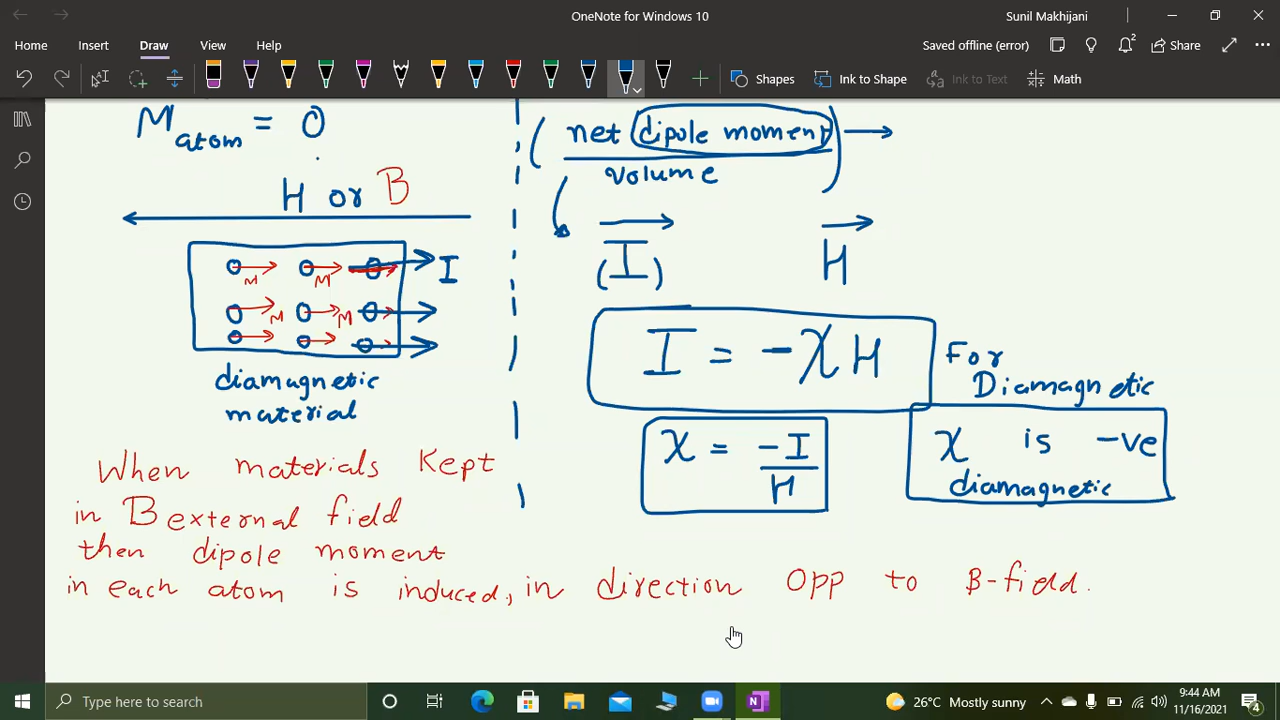 OneNote for Windows 10
Sunil Makhijani
Home Insert Draw View Help
Saved offline (error) Share
Shapes Ink to Shape Ink to Text Math
M atom = 0
H or B
I
M M
M M
diamagnetic
material
When materials Kept
in B external field
then dipole moment
in each atom is induced, in direction Opp to B-field.
( net dipole moment )
volume
(I) H
I = -χ H
For
Diamagnetic
χ = -I
H
χ is -ve
diamagnetic
26°C Mostly sunny
9:44 AM
11/16/2021
4
Type here to search